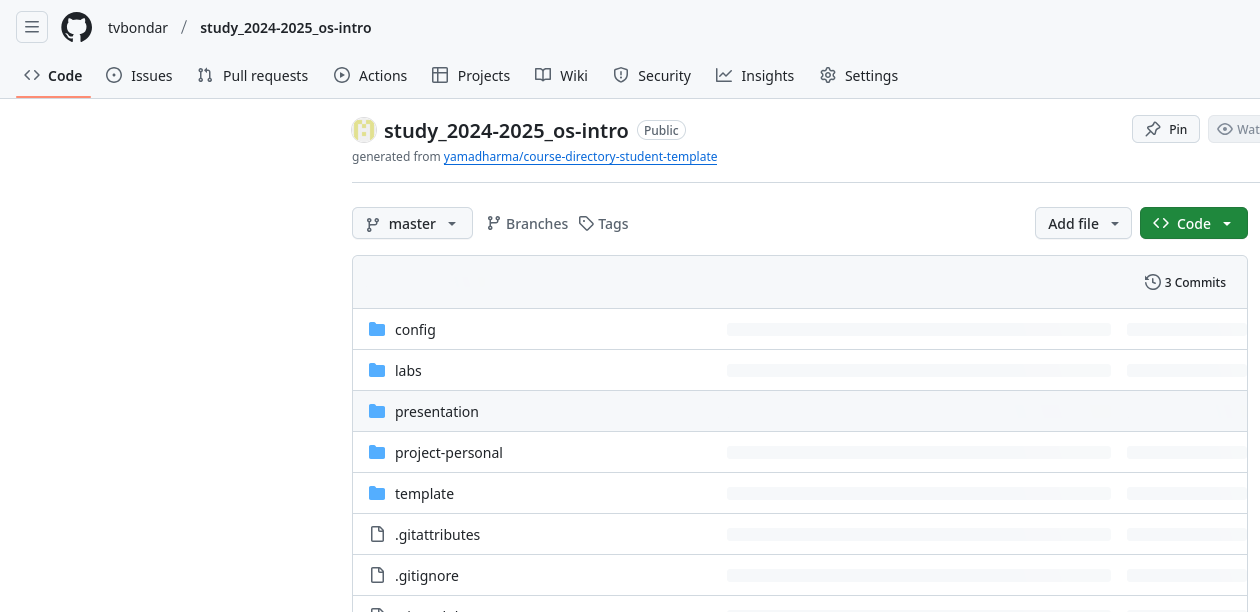 tvbondar / study_2024-2025_os-intro
Code Issues Pull requests Actions Projects Wiki Security Insights Settings
study_2024-2025_os-intro Public Pin
generated from yamadharma/course-directory-student-template
master Branches Tags Add file Code
3 Commits
config
labs
presentation
project-personal
template
.gitattributes
.gitignore